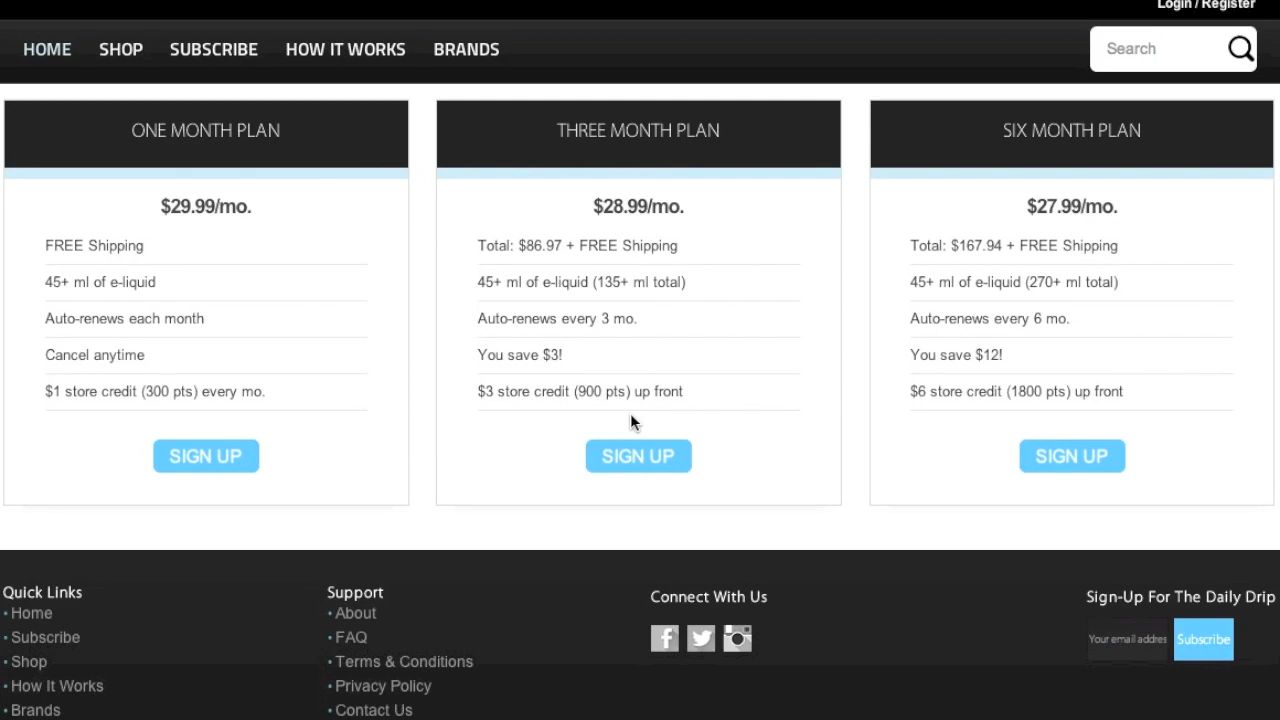 Login / Register
HOME SHOP SUBSCRIBE HOW IT WORKS BRANDS
Search
ONE MONTH PLAN
$29.99/mo.
FREE Shipping
45+ ml of e-liquid
Auto-renews each month
Cancel anytime
$1 store credit (300 pts) every mo.
SIGN UP
THREE MONTH PLAN
$28.99/mo.
Total: $86.97 + FREE Shipping
45+ ml of e-liquid (135+ ml total)
Auto-renews every 3 mo.
You save $3!
$3 store credit (900 pts) up front
SIGN UP
SIX MONTH PLAN
$27.99/mo.
Total: $167.94 + FREE Shipping
45+ ml of e-liquid (270+ ml total)
Auto-renews every 6 mo.
You save $12!
$6 store credit (1800 pts) up front
SIGN UP
Quick Links
• Home
• Subscribe
• Shop
• How It Works
• Brands
Support
• About
• FAQ
• Terms & Conditions
• Privacy Policy
• Contact Us
Connect With Us
Sign-Up For The Daily Drip
Your email addres
Subscribe